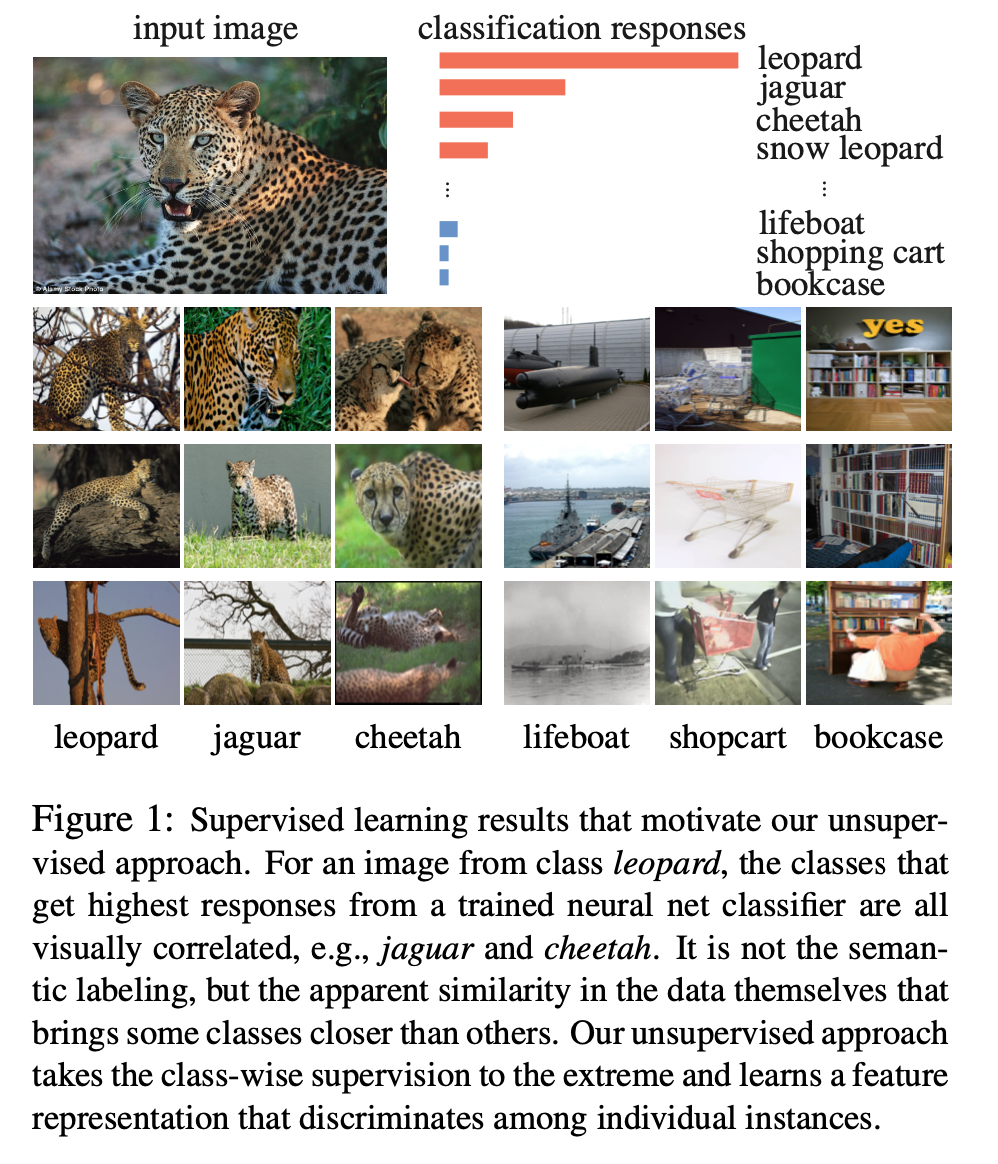 input image
classification responses
leopard
jaguar
cheetah
snow leopard
⋮
⋮
lifeboat
shopping cart
bookcase
© Alamy Stock Photo
yes
leopard
jaguar
cheetah
lifeboat
shopcart
bookcase
Figure 1: Supervised learning results that motivate our unsuper-
vised approach. For an image from class leopard, the classes that
get highest responses from a trained neural net classifier are all
visually correlated, e.g., jaguar and cheetah. It is not the seman-
tic labeling, but the apparent similarity in the data themselves that
brings some classes closer than others. Our unsupervised approach
takes the class-wise supervision to the extreme and learns a feature
representation that discriminates among individual instances.